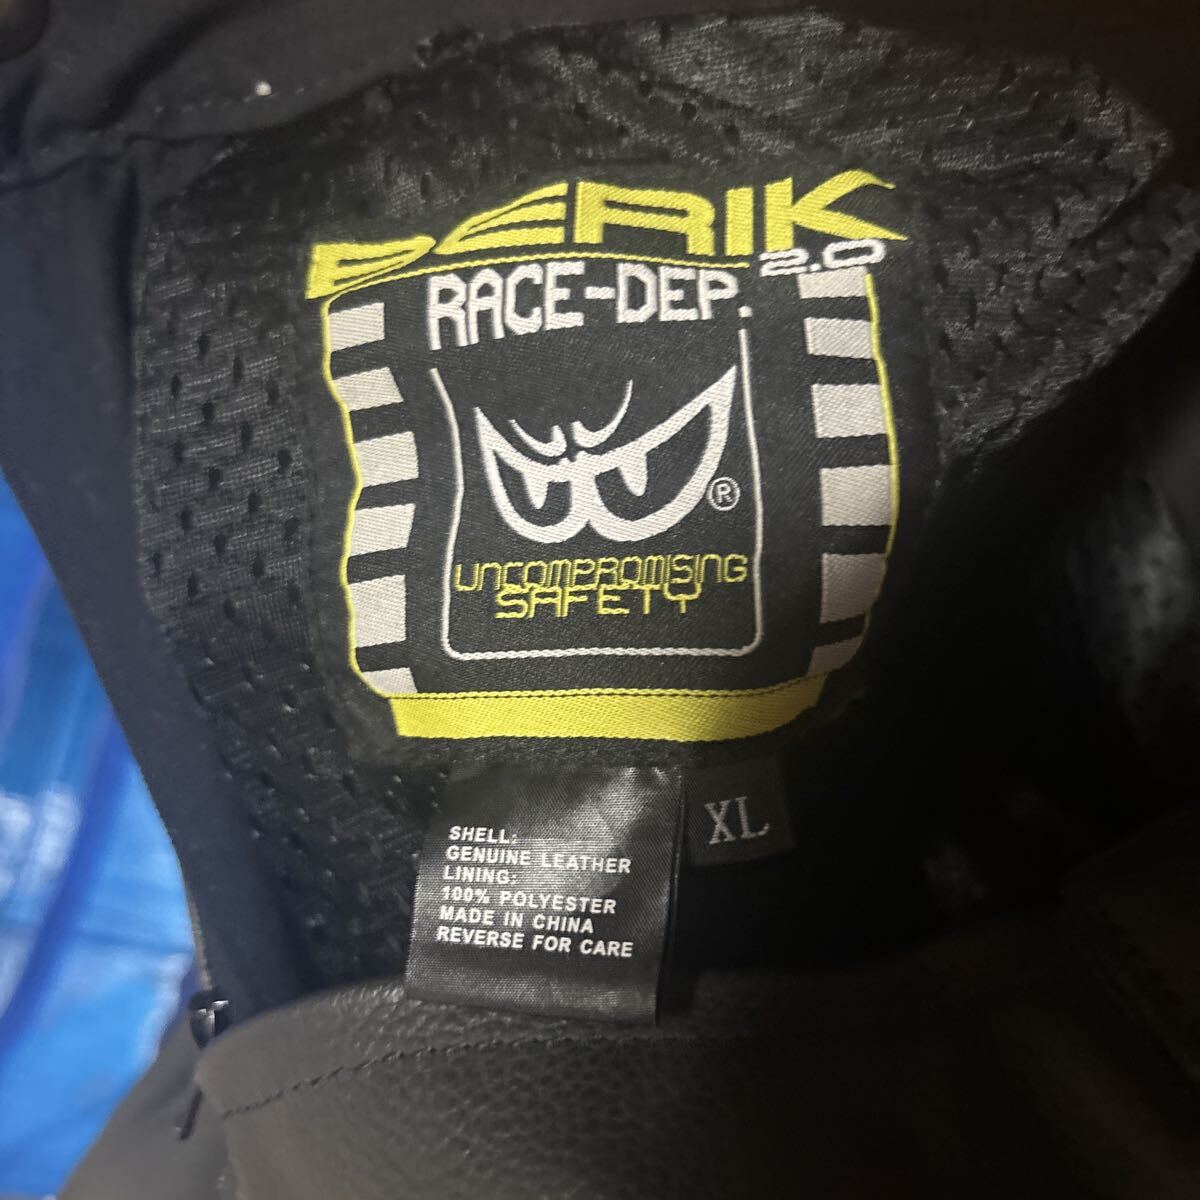 BERIK
2.0
RACE-DEP.
®
UNCOMPROMISING
SAFETY
XL
SHELL:
GENUINE LEATHER
LINING:
100% POLYESTER
MADE IN CHINA
REVERSE FOR CARE